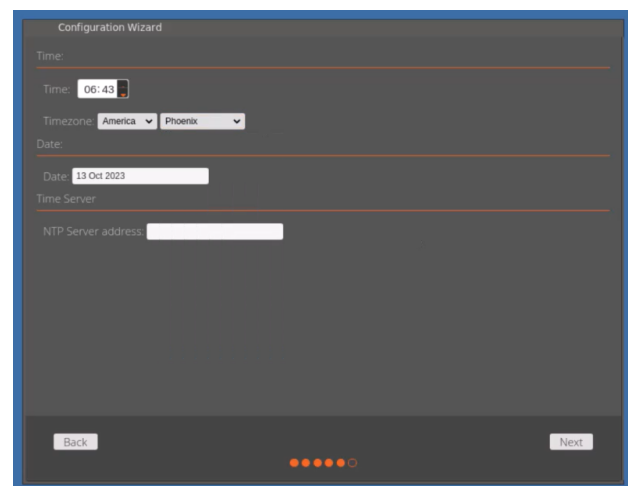 Configuration Wizard
Time:
Time: 06:43
Timezone: America Phoenix
Date:
Date: 13 Oct 2023
Time Server
NTP Server address:
Back Next